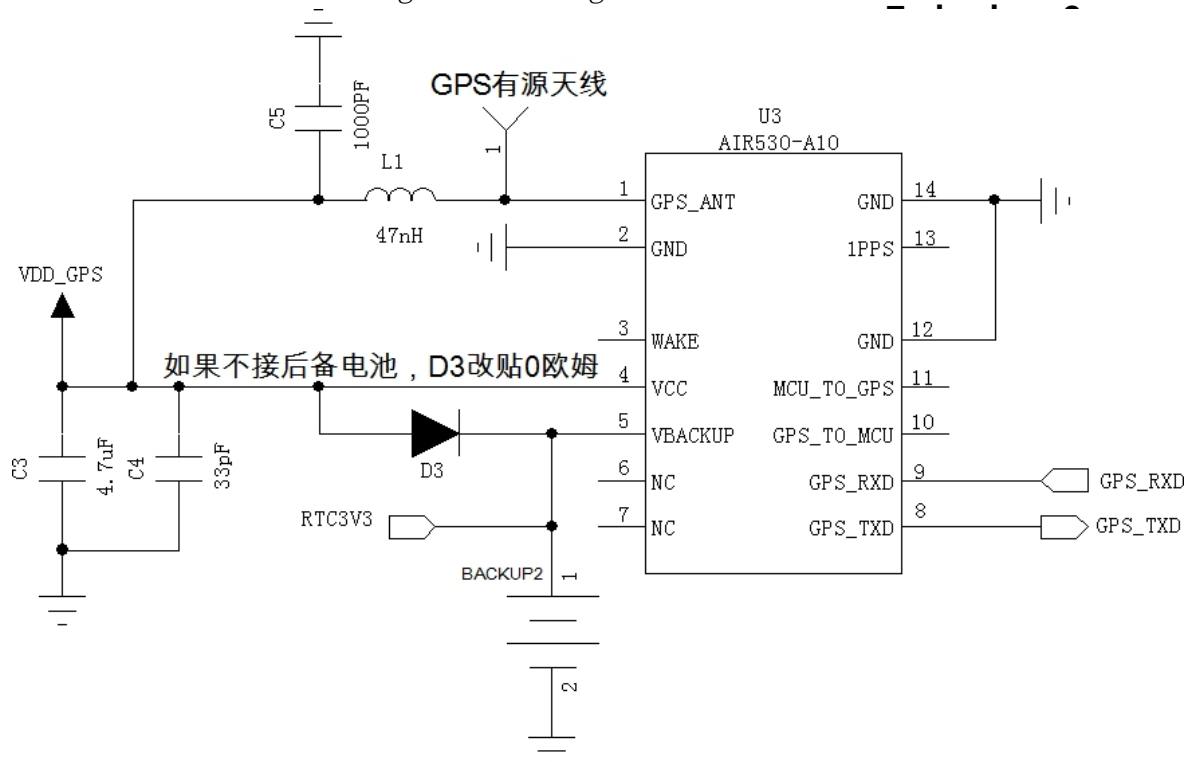 GPS有源天线
C5
1000PF
L1
47nH
1
U3
AIR530-A10
1 GPS_ANT GND 14
2 GND 1PPS 13
VDD_GPS
3 WAKE GND 12
如果不接后备电池，D3改贴0欧姆
4 VCC MCU_TO_GPS 11
5 VBACKUP GPS_TO_MCU 10
C3
4.7uF
C4
33pF
D3
6 NC GPS_RXD 9 GPS_RXD
RTC3V3
7 NC GPS_TXD 8 GPS_TXD
BACKUP2
1
2